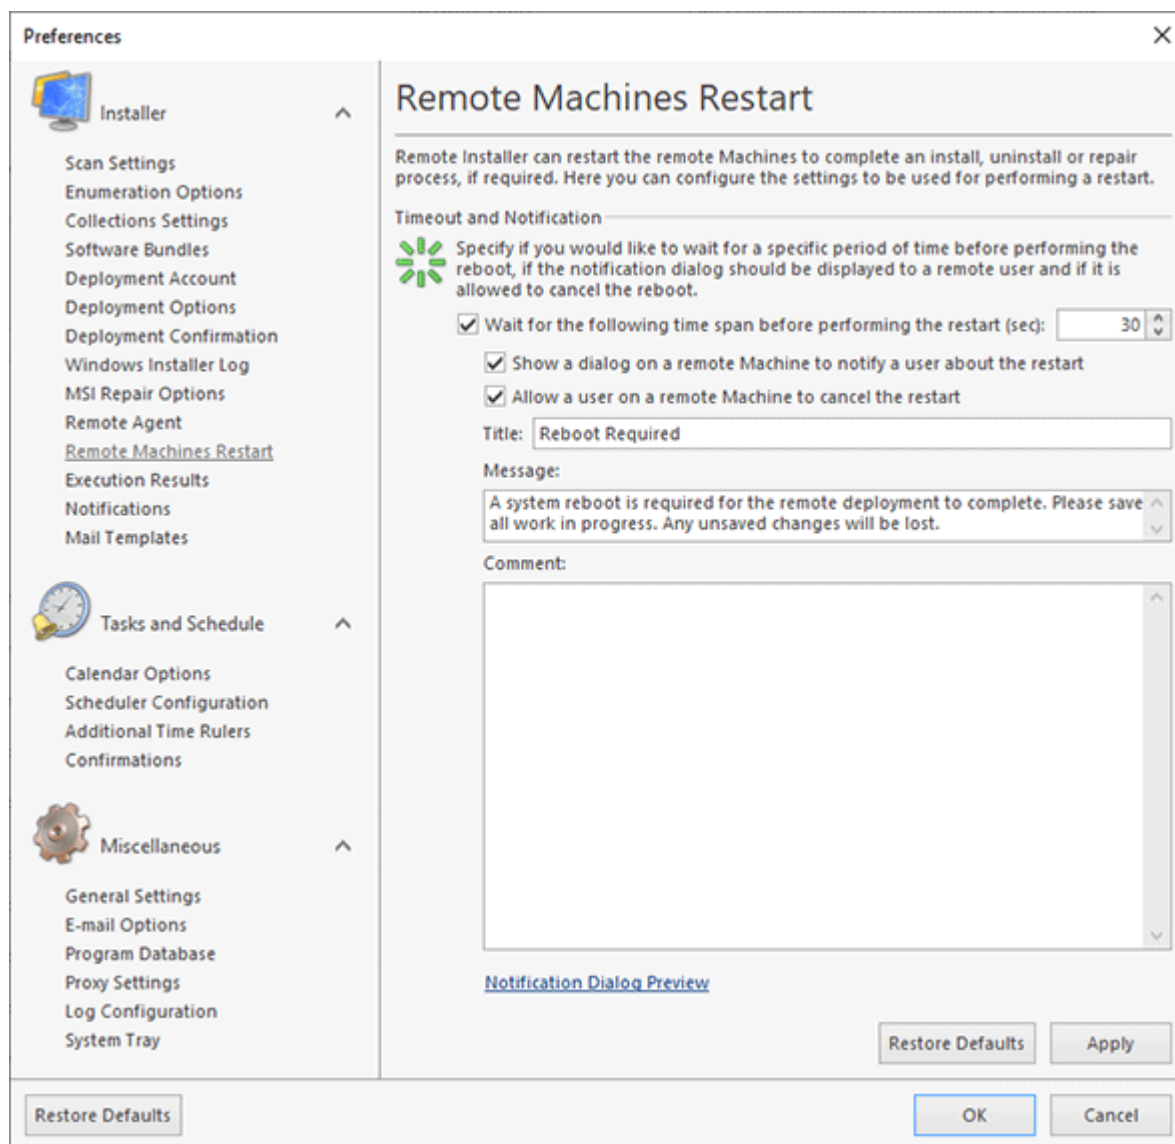 Preferences
Installer
Scan Settings
Enumeration Options
Collections Settings
Software Bundles
Deployment Account
Deployment Options
Deployment Confirmation
Windows Installer Log
MSI Repair Options
Remote Agent
Remote Machines Restart
Execution Results
Notifications
Mail Templates
Tasks and Schedule
Calendar Options
Scheduler Configuration
Additional Time Rulers
Confirmations
Miscellaneous
General Settings
E-mail Options
Program Database
Proxy Settings
Log Configuration
System Tray
Remote Machines Restart
Remote Installer can restart the remote Machines to complete an install, uninstall or repair
process, if required. Here you can configure the settings to be used for performing a restart.
Timeout and Notification
Specify if you would like to wait for a specific period of time before performing the
reboot, if the notification dialog should be displayed to a remote user and if it is
allowed to cancel the reboot.
Wait for the following time span before performing the restart (sec): 30
Show a dialog on a remote Machine to notify a user about the restart
Allow a user on a remote Machine to cancel the restart
Title: Reboot Required
Message:
A system reboot is required for the remote deployment to complete. Please save
all work in progress. Any unsaved changes will be lost.
Comment:
Notification Dialog Preview
Restore Defaults Apply
Restore Defaults OK Cancel